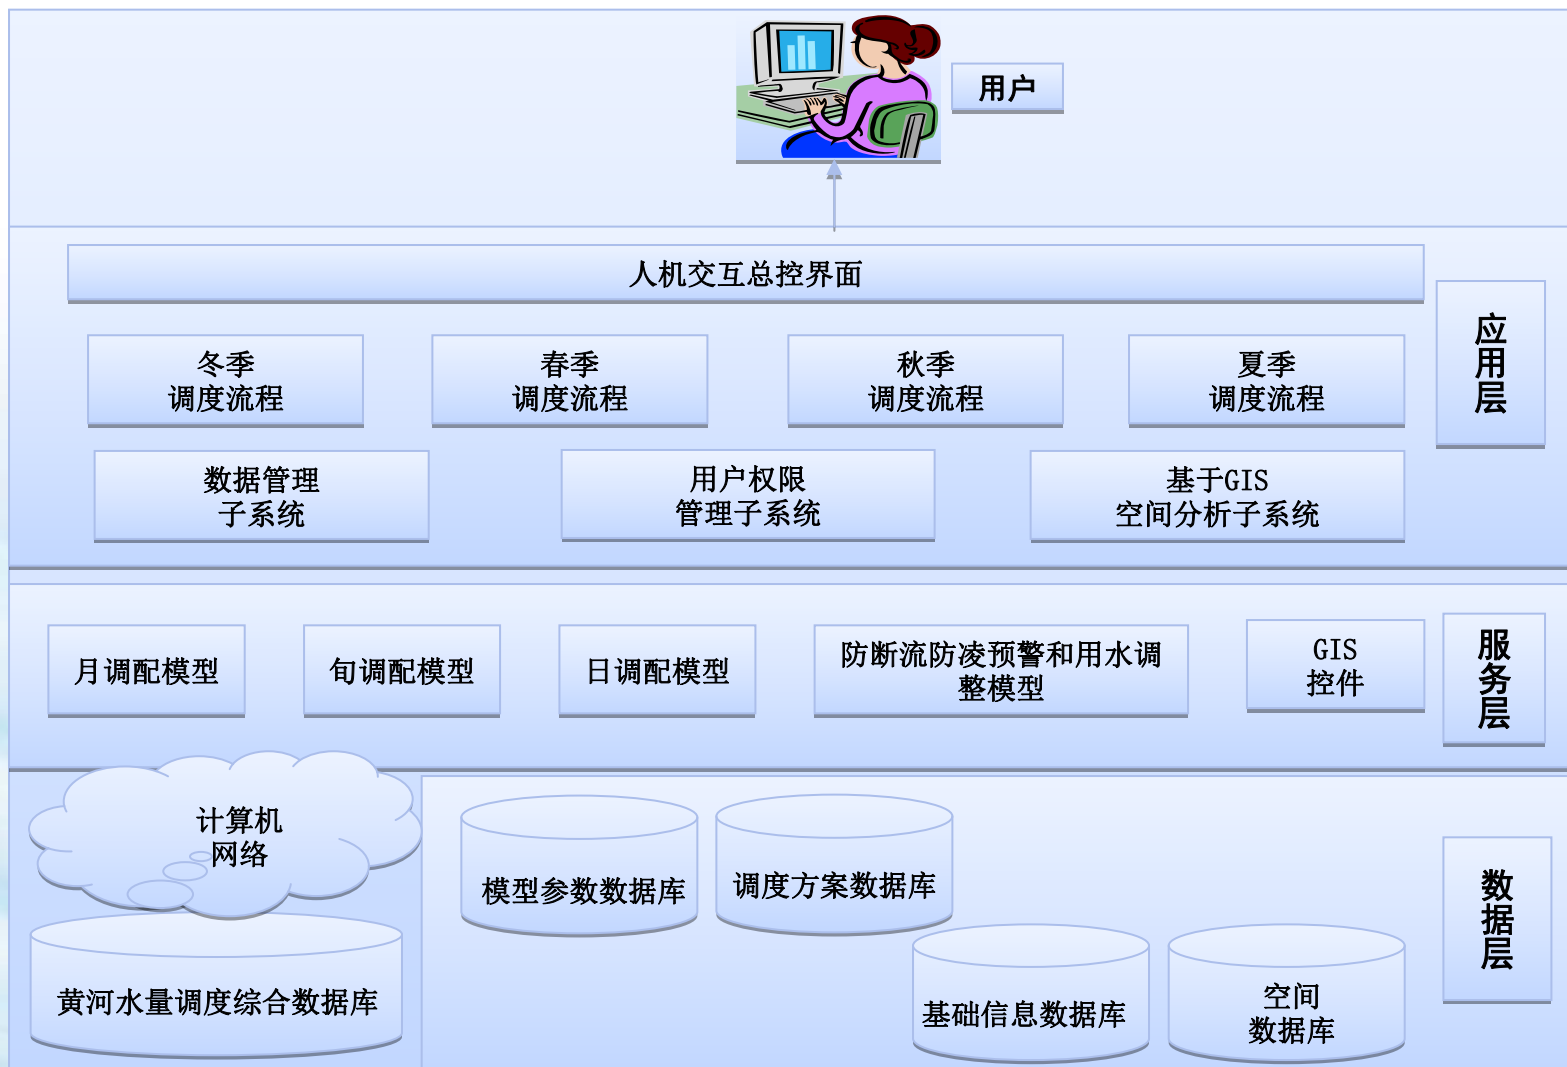 用户
人机交互总控界面
应用层
冬季
调度流程
春季
调度流程
秋季
调度流程
夏季
调度流程
数据管理
子系统
用户权限
管理子系统
基于GIS
空间分析子系统
月调配模型
旬调配模型
日调配模型
防断流防凌预警和用水调
整模型
GIS
控件
服务层
计算机
网络
黄河水量调度综合数据库
模型参数数据库
调度方案数据库
基础信息数据库
空间
数据库
数据层